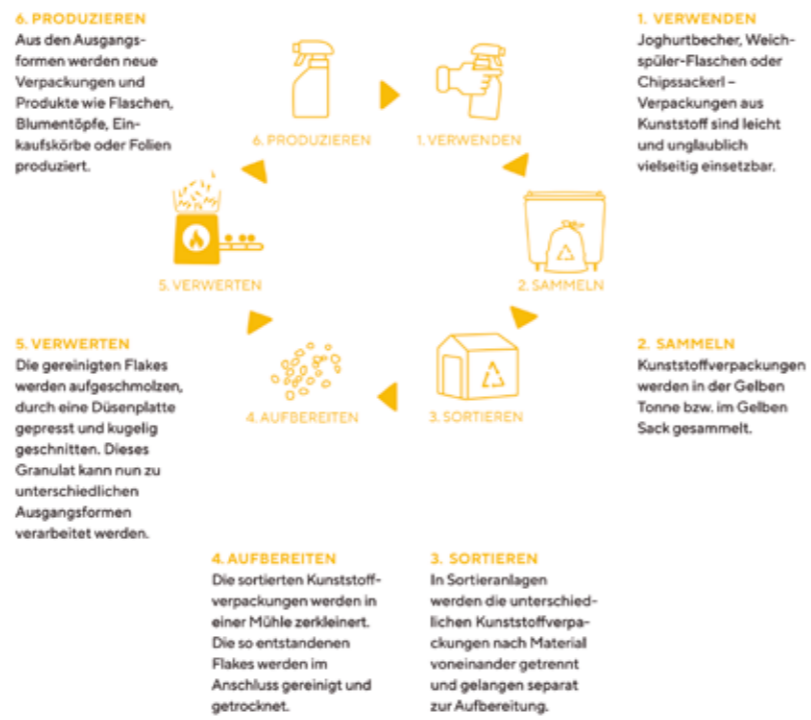 6. PRODUZIEREN
Aus den Ausgangs-
formen werden neue
Verpackungen und
Produkte wie Flaschen,
Blumentöpfe, Ein-
kaufskörbe oder Folien
produziert.
1. VERWENDEN
Joghurtbecher, Weich-
spüler-Flaschen oder
Chipssackerl –
Verpackungen aus
Kunststoff sind leicht
und unglaublich
vielseitig einsetzbar.
6. PRODUZIEREN
1. VERWENDEN
5. VERWERTEN
2. SAMMELN
4. AUFBEREITEN
3. SORTIEREN
5. VERWERTEN
Die gereinigten Flakes
werden aufgeschmolzen,
durch eine Düsenplatte
gepresst und kugelig
geschnitten. Dieses
Granulat kann nun zu
unterschiedlichen
Ausgangsformen
verarbeitet werden.
2. SAMMELN
Kunststoffverpackungen
werden in der Gelben
Tonne bzw. im Gelben
Sack gesammelt.
4. AUFBEREITEN
Die sortierten Kunststoff-
verpackungen werden in
einer Mühle zerkleinert.
Die so entstandenen
Flakes werden im
Anschluss gereinigt und
getrocknet.
3. SORTIEREN
In Sortieranlagen
werden die unterschied-
lichen Kunststoffverpa-
ckungen nach Material
voneinander getrennt
und gelangen separat
zur Aufbereitung.